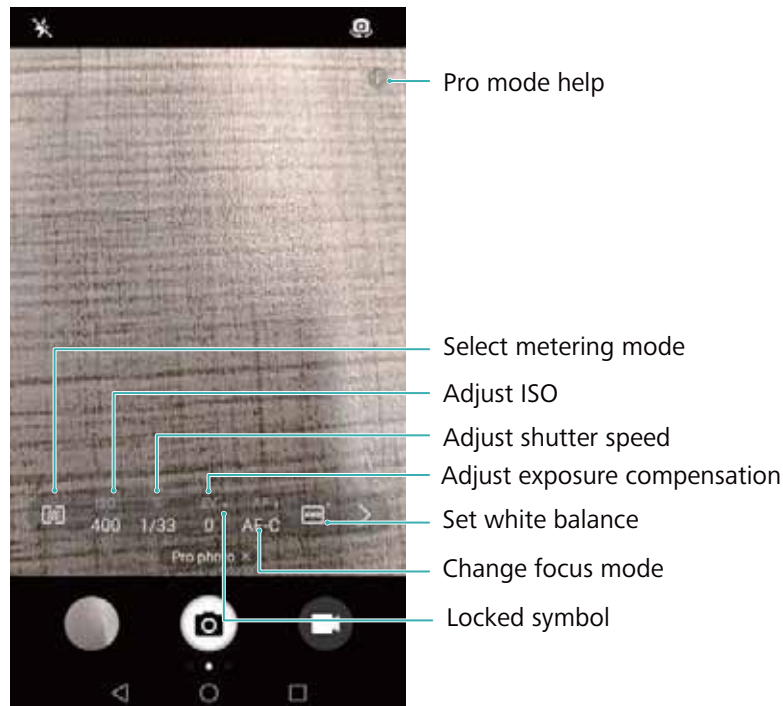 Pro mode help
Select metering mode
Adjust ISO
Adjust shutter speed
Adjust exposure compensation
Set white balance
Change focus mode
Locked symbol
ISO
400 1/33 0 AF-C
Pro photo ×